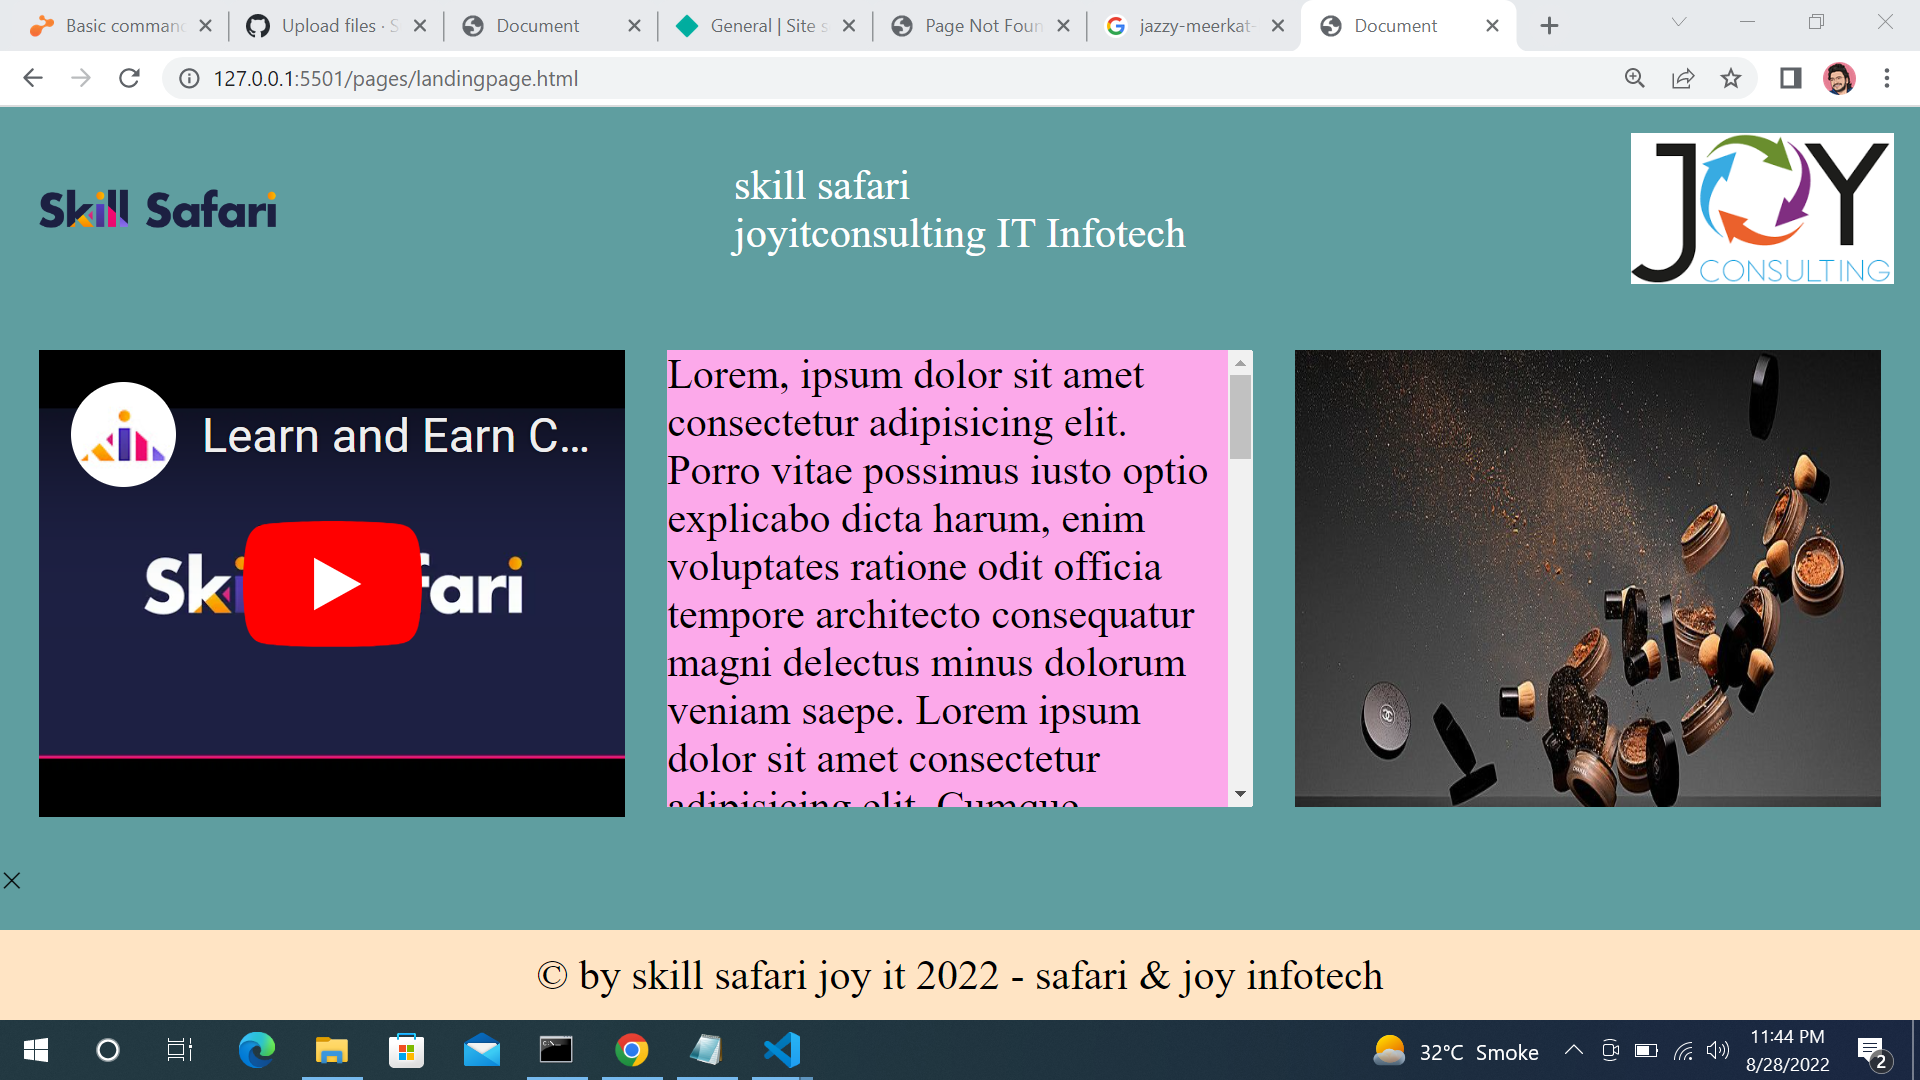 Basic comman
Upload files · S
Document
General | Site s
Page Not Foun
jazzy-meerkat-
Document
127.0.0.1:5501/pages/landingpage.html
Skill Safari
skill safari
joyitconsulting IT Infotech
JOY
CONSULTING
Learn and Earn C...
Lorem, ipsum dolor sit amet
consectetur adipisicing elit.
Porro vitae possimus iusto optio
explicabo dicta harum, enim
voluptates ratione odit officia
tempore architecto consequatur
magni delectus minus dolorum
veniam saepe. Lorem ipsum
dolor sit amet consectetur
adipisicing elit. Cumque
© by skill safari joy it 2022 - safari & joy infotech
32°C Smoke
11:44 PM
8/28/2022
2